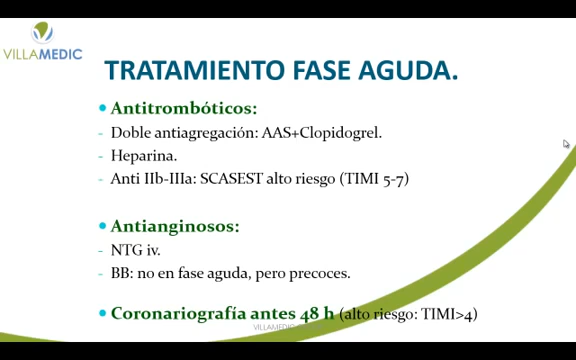 VILLAMEDIC
TRATAMIENTO FASE AGUDA.
• Antitrombóticos:
- Doble antiagregación: AAS+Clopidogrel.
- Heparina.
- Anti IIb-IIIa: SCASEST alto riesgo (TIMI 5-7)
• Antianginosos:
- NTG iv.
- BB: no en fase aguda, pero precoces.
• Coronariografía antes 48 h (alto riesgo: TIMI>4)
VILLAMEDIC